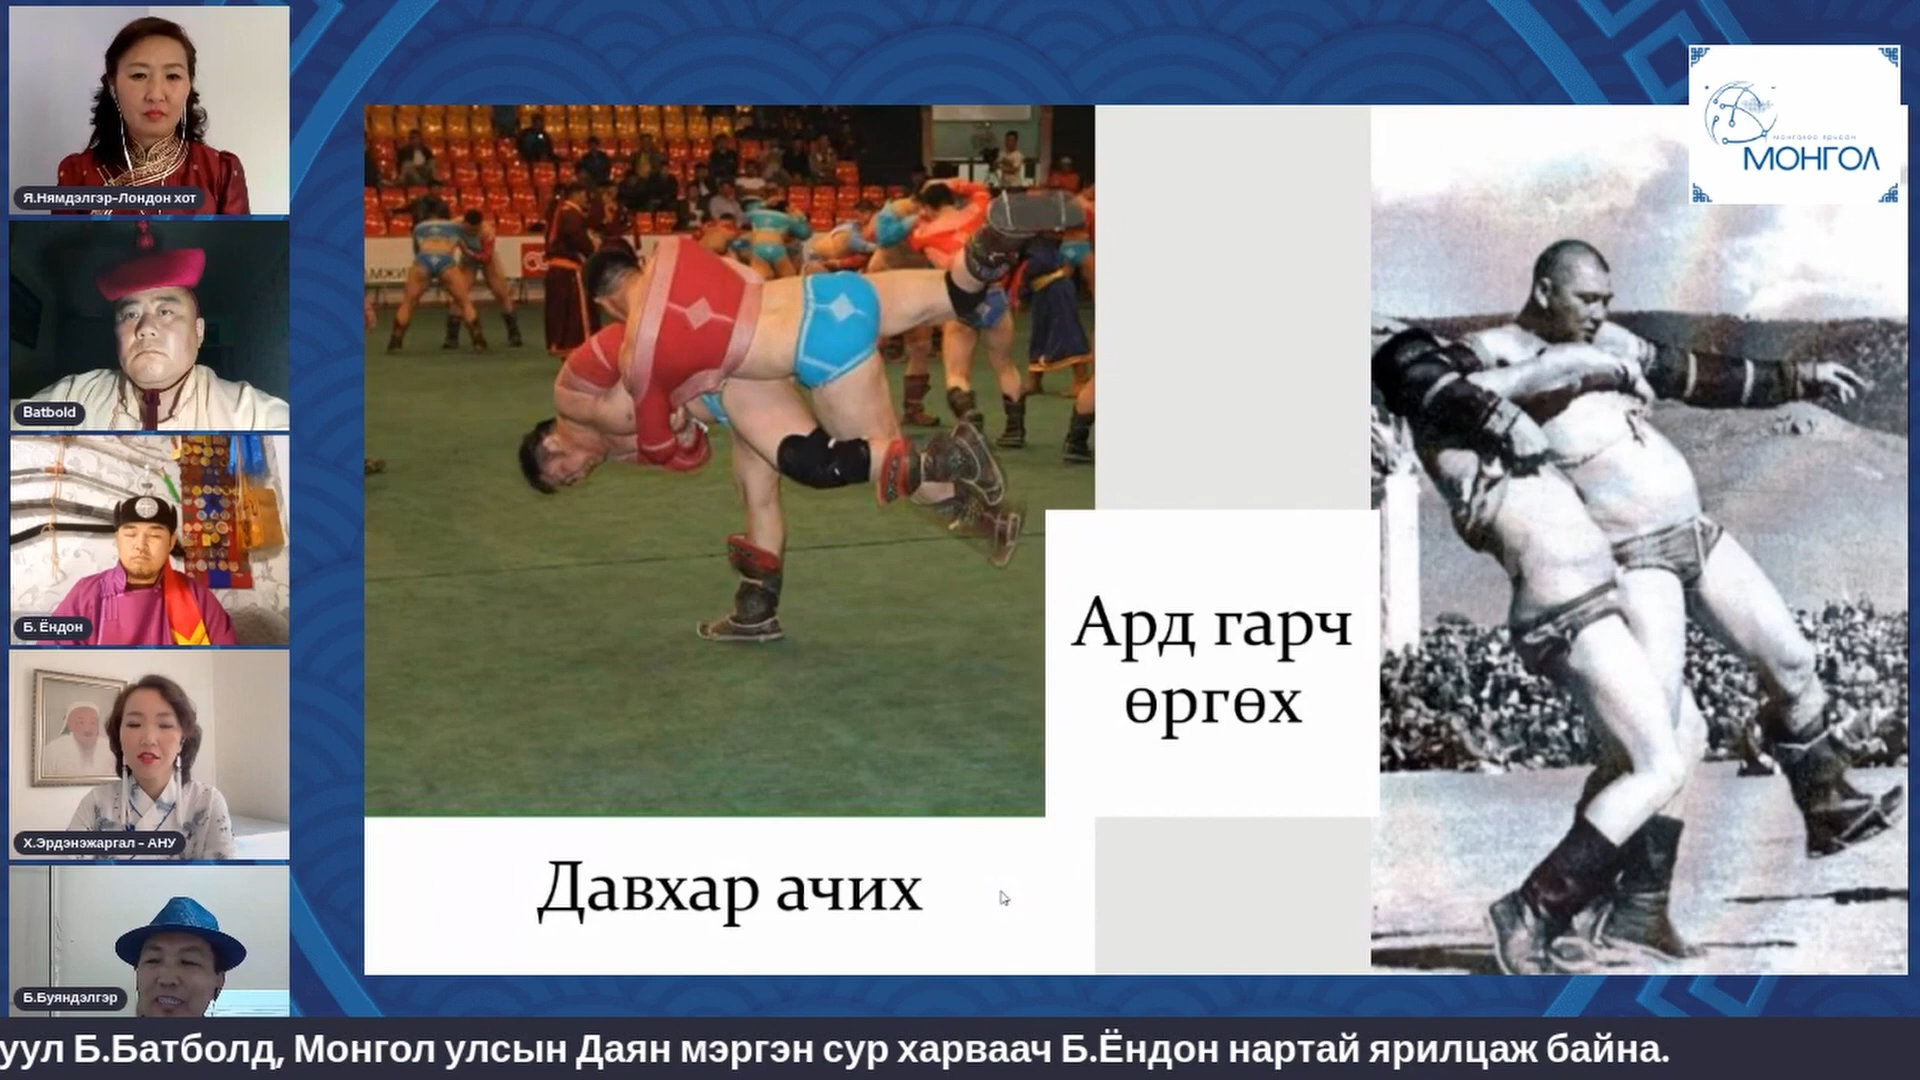 Я.Нямдэлгэр-Лондон хот
Batbold
Б. Ёндон
Х.Эрдэнэжаргал - АНУ
Б.Буяндэлгэр
МОНГОЛ
Ард гарч
өргөх
Давхар ачих
уул Б.Батболд, Монгол улсын Даян мэргэн сур харваач Б.Ёндон нартай ярилцаж байна.